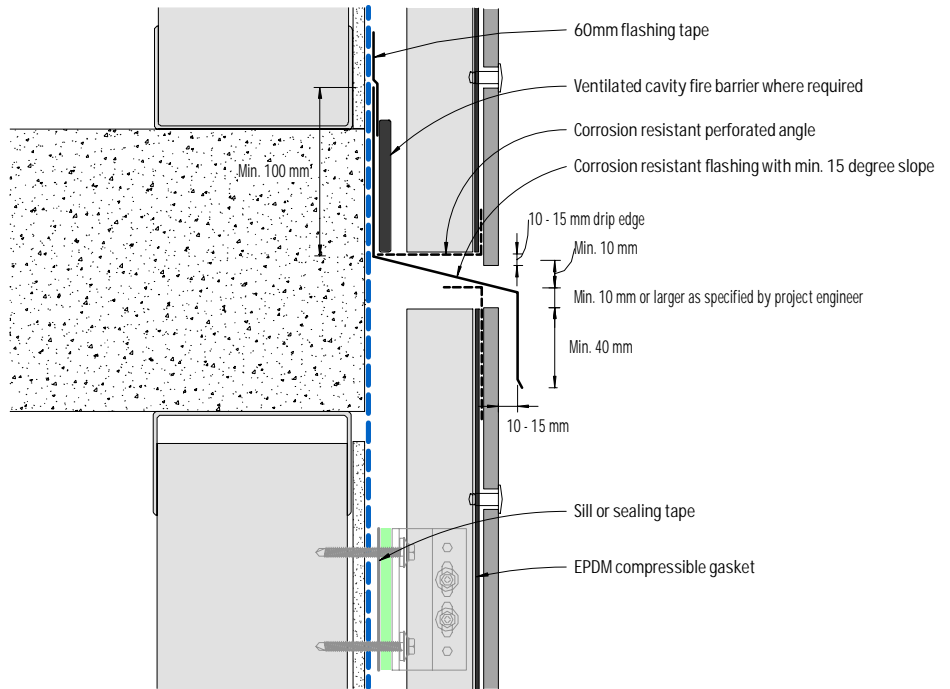 60mm flashing tape
Ventilated cavity fire barrier where required
Corrosion resistant perforated angle
Min. 100 mm
Corrosion resistant flashing with min. 15 degree slope
10 - 15 mm drip edge
Min. 10 mm
Min. 10 mm or larger as specified by project engineer
Min. 40 mm
10 - 15 mm
Sill or sealing tape
EPDM compressible gasket